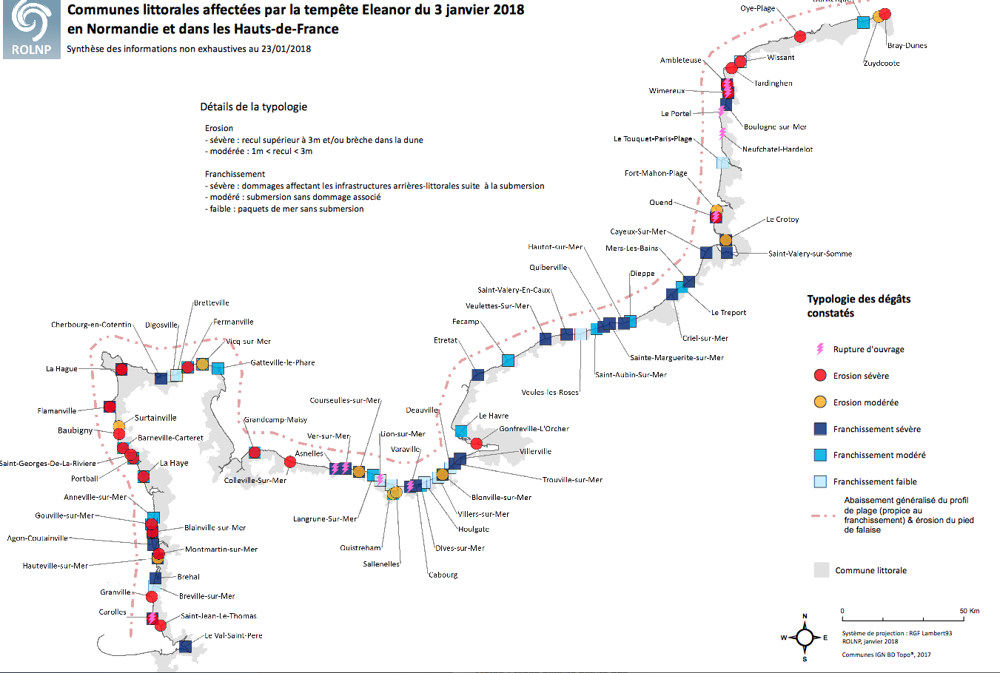 ROLNP
Communes littorales affectées par la tempête Eleanor du 3 janvier 2018
en Normandie et dans les Hauts-de-France
Synthèse des informations non exhaustives au 23/01/2018
Détails de la typologie
Erosion
- sévère : recul supérieur à 3m et/ou brèche dans la dune
- modérée : 1m < recul < 3m
Franchissement
- sévère : dommages affectant les infrastructures arrières-littorales suite à la submersion
- modéré : submersion sans dommage associé
- faible : paquets de mer sans submersion
Oye-Plage
Bray-Dunes
Zuydcoote
Wissant
Ambleteuse
Tardinghen
Wimereux
Le Portel
Boulogne-sur-Mer
Le Touquet-Paris-Plage
Neufchatel-Hardelot
Fort-Mahon-Plage
Quend
Le Crotoy
Cayeux-Sur-Mer
Mers-Les-Bains
Saint-Valery-sur-Somme
Hautot-sur-Mer
Quiberville
Dieppe
Saint-Valery-En-Caux
Veulettes-Sur-Mer
Le Treport
Fecamp
Criel-sur-Mer
Etretat
Sainte-Marguerite-sur-Mer
Saint-Aubin-Sur-Mer
Veules-les-Roses
Bretteville
Cherbourg-en-Cotentin
Digosville
Fermanville
Vicq-sur-Mer
La Hague
Gatteville-le-Phare
Flamanville
Surtainville
Baubigny
Barneville-Carteret
Saint-Georges-De-La-Riviere
Portball
La Haye
Anneville-sur-Mer
Gouville-sur-Mer
Blainville-sur-Mer
Agon-Coutainville
Montmartin-sur-Mer
Hauteville-sur-Mer
Brehal
Granville
Breville-sur-Mer
Carolles
Saint-Jean-Le-Thomas
Le Val-Saint-Pere
Grandcamp-Maisy
Colleville-Sur-Mer
Asnelles
Ver-sur-Mer
Courseulles-sur-Mer
Lion-sur-Mer
Varaville
Deauville
Le Havre
Gonfreville-L'Orcher
Villerville
Trouville-sur-Mer
Blonville-sur-Mer
Villers-sur-Mer
Houlgate
Dives-sur-Mer
Cabourg
Langrune-Sur-Mer
Ouistreham
Sallenelles
Typologie des dégâts
constatés
Rupture d'ouvrage
Erosion sévère
Erosion modérée
Franchissement sévère
Franchissement modéré
Franchissement faible
Abaissement généralisé du profil
de plage (propice au
franchissement) & érosion du pied
de falaise
Commune littorale
N
W
E
S
0
50 Km
Système de projection : RGF Lambert93
ROLNP, janvier 2018
Communes IGN BD Topo®, 2017